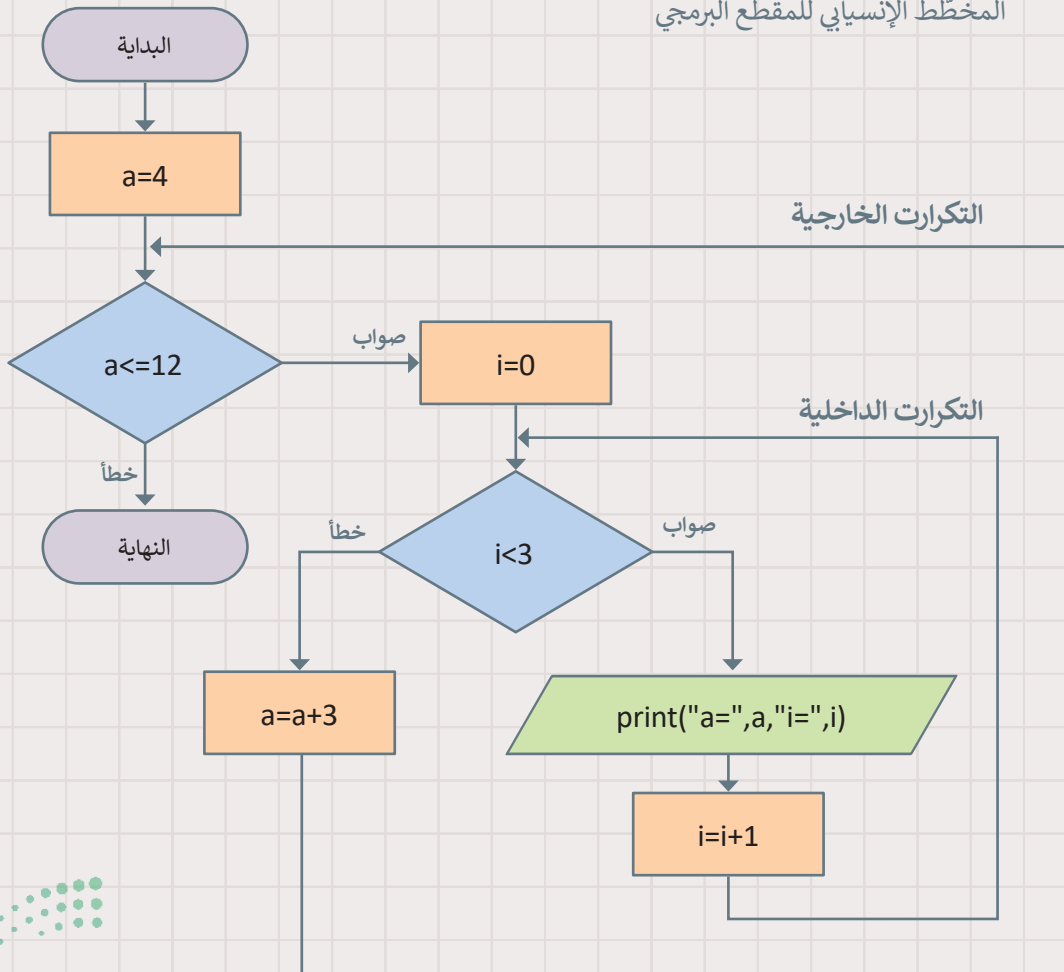 المخطّط الإنسيابي للمقطع البرمجي
البداية
a=4
التكرارت الخارجية
a<=12
صواب
i=0
التكرارت الداخلية
خطأ
النهاية
i<3
خطأ
صواب
a=a+3
print("a=",a,"i=",i)
i=i+1